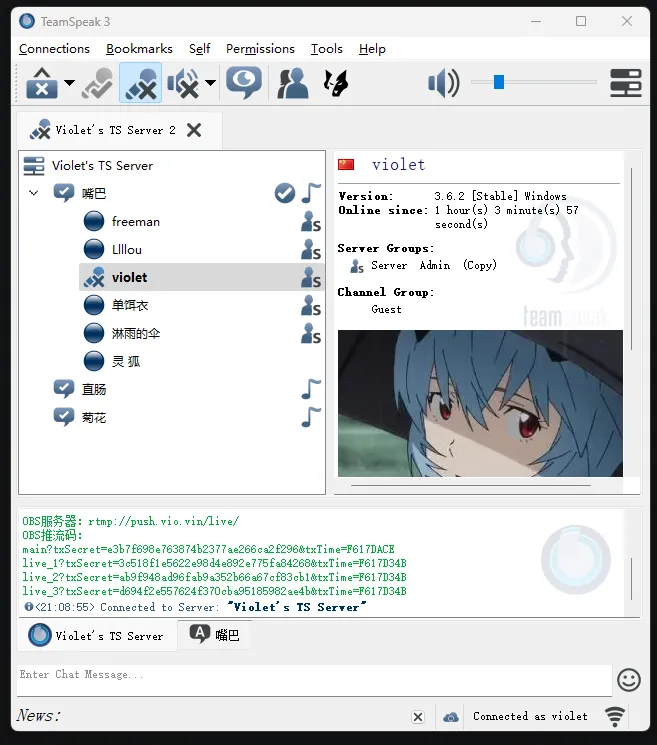 TeamSpeak 3
Connections Bookmarks Self Permissions Tools Help
Violet's TS Server 2
Violet's TS Server
嘴巴
freeman
Llllou
violet
单饵衣
淋雨的伞
灵 狐
直肠
菊花
violet
Version: 3.6.2 [Stable] Windows
Online since: 1 hour(s) 3 minute(s) 57
second(s)
Server Groups:
Server Admin (Copy)
Channel Group:
Guest
teamspeak
OBS服务器: rtmp://push.vio.vin/live/
OBS推流码:
main?txSecret=e3b7f698e763874b2377ae266ca2f296&txTime=F617DACE
live_1?txSecret=3c518f1e5622e98d4e892e775fa84268&txTime=F617D34B
live_2?txSecret=ab9f948ad96fab9a352b66a67cf83cb1&txTime=F617D34B
live_3?txSecret=d694f2e557624f370cba95185982ae4b&txTime=F617D34B
<21:08:55> Connected to Server: "Violet's TS Server"
Violet's TS Server 嘴巴
Enter Chat Message...
News: Connected as violet